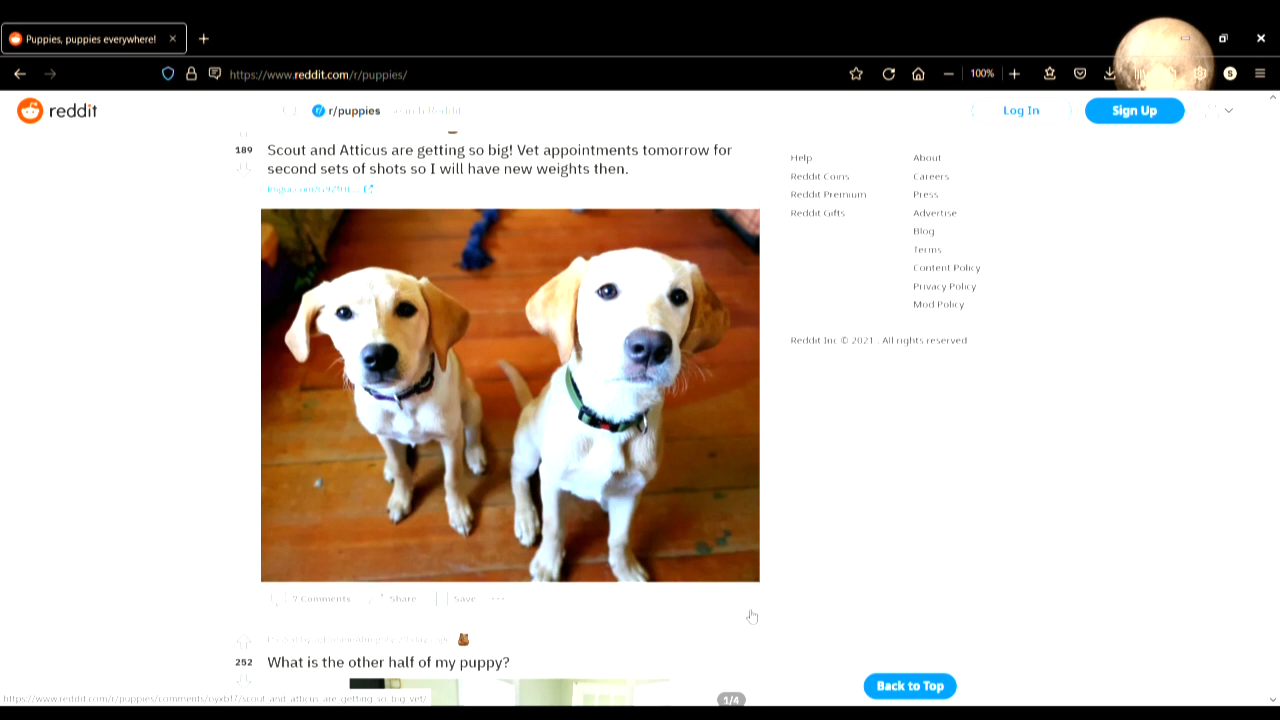 Puppies, puppies everywhere!
https://www.reddit.com/r/puppies/
100%
reddit
r/puppies
Search Reddit
Log In
Sign Up
189
Scout and Atticus are getting so big! Vet appointments tomorrow for
second sets of shots so I will have new weights then.
Help
About
Reddit Coins
Careers
Reddit Premium
Press
Reddit Gifts
Advertise
Blog
Terms
Content Policy
Privacy Policy
Mod Policy
Reddit Inc © 2021 . All rights reserved
7 Comments
Share
Save
252
What is the other half of my puppy?
1/4
Back to Top